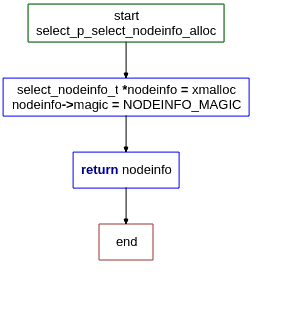 start
select_p_select_nodeinfo_alloc
select_nodeinfo_t *nodeinfo = xmalloc
nodeinfo->magic = NODEINFO_MAGIC
return nodeinfo
end